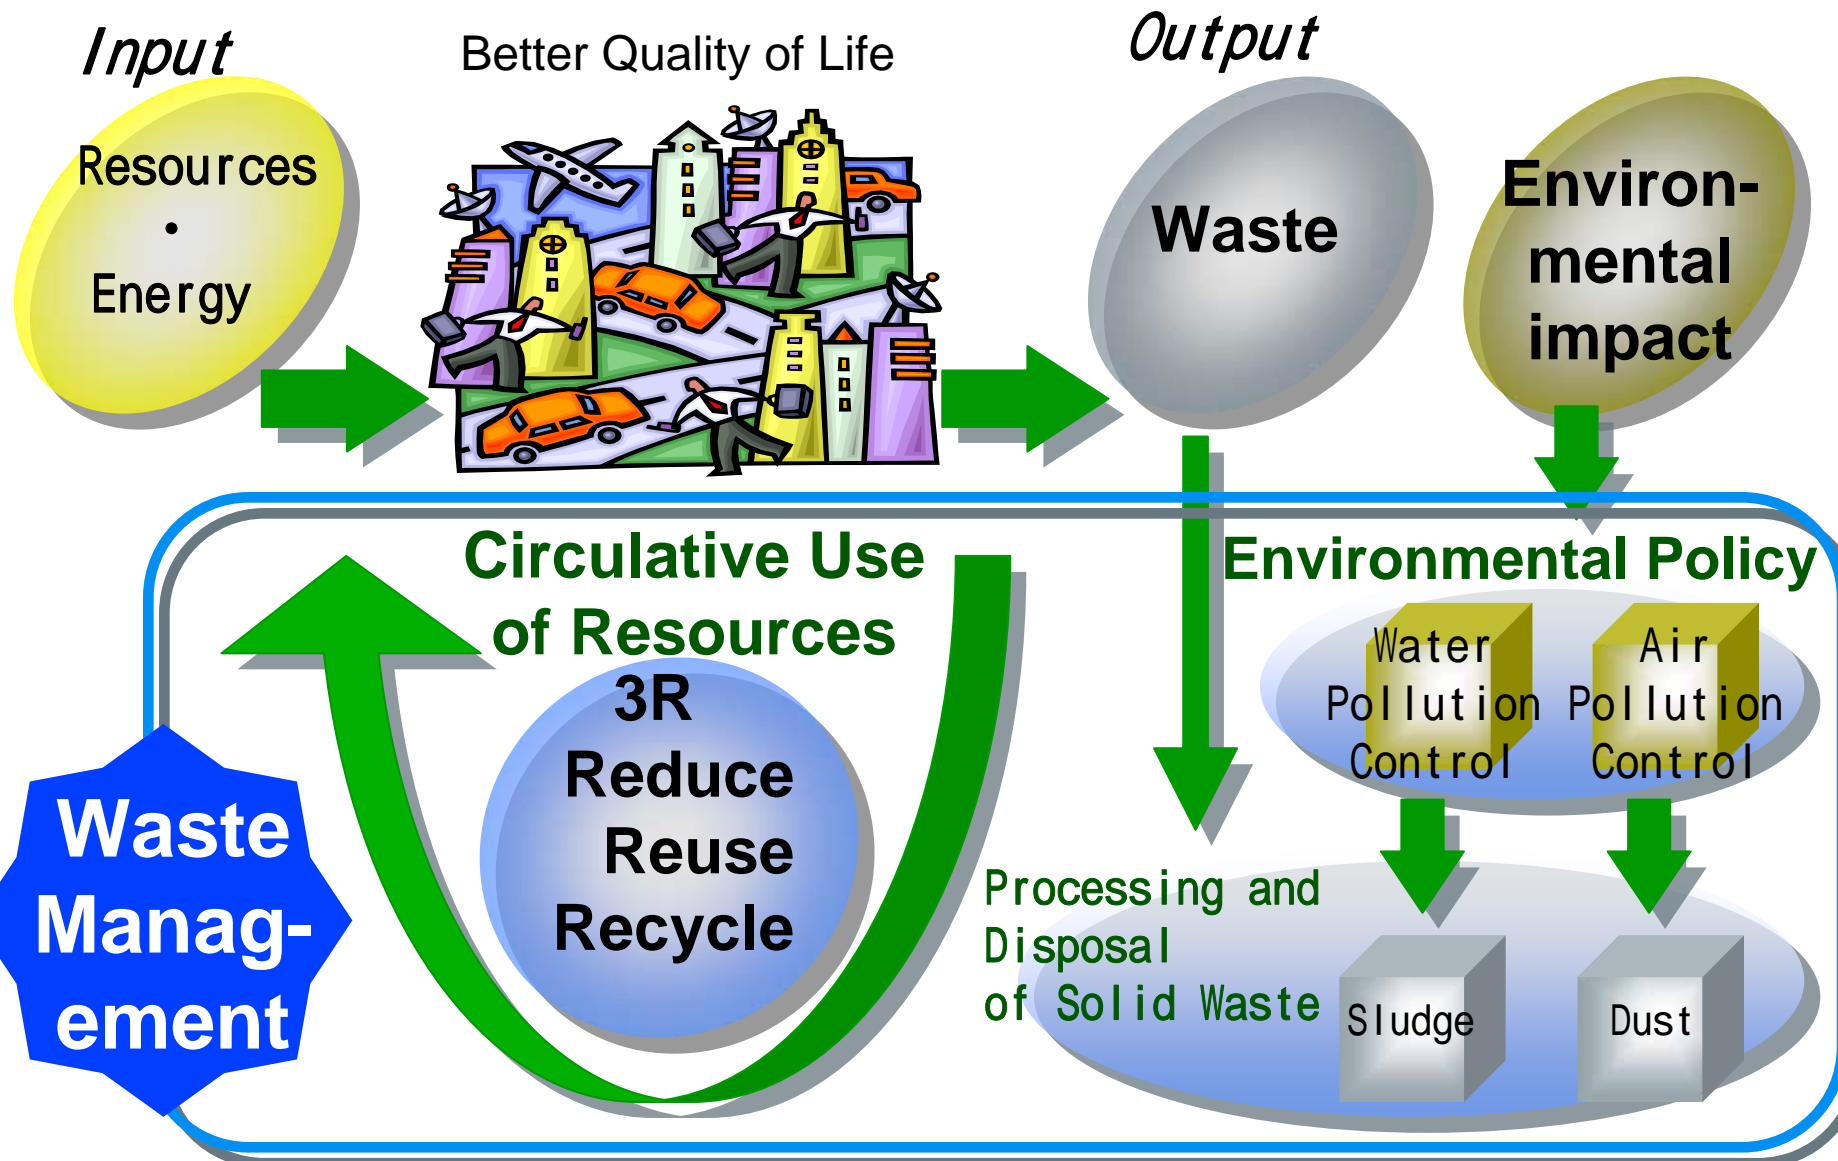 Input
Better Quality of Life
Output
Resources
・
Energy
Waste
Environ-
mental
impact
Circulative Use
of Resources
3R
Reduce
Reuse
Recycle
Environmental Policy
Water
Pollution
Control
Air
Pollution
Control
Waste
Manag-
ement
Processing and
Disposal
of Solid Waste
Sludge
Dust